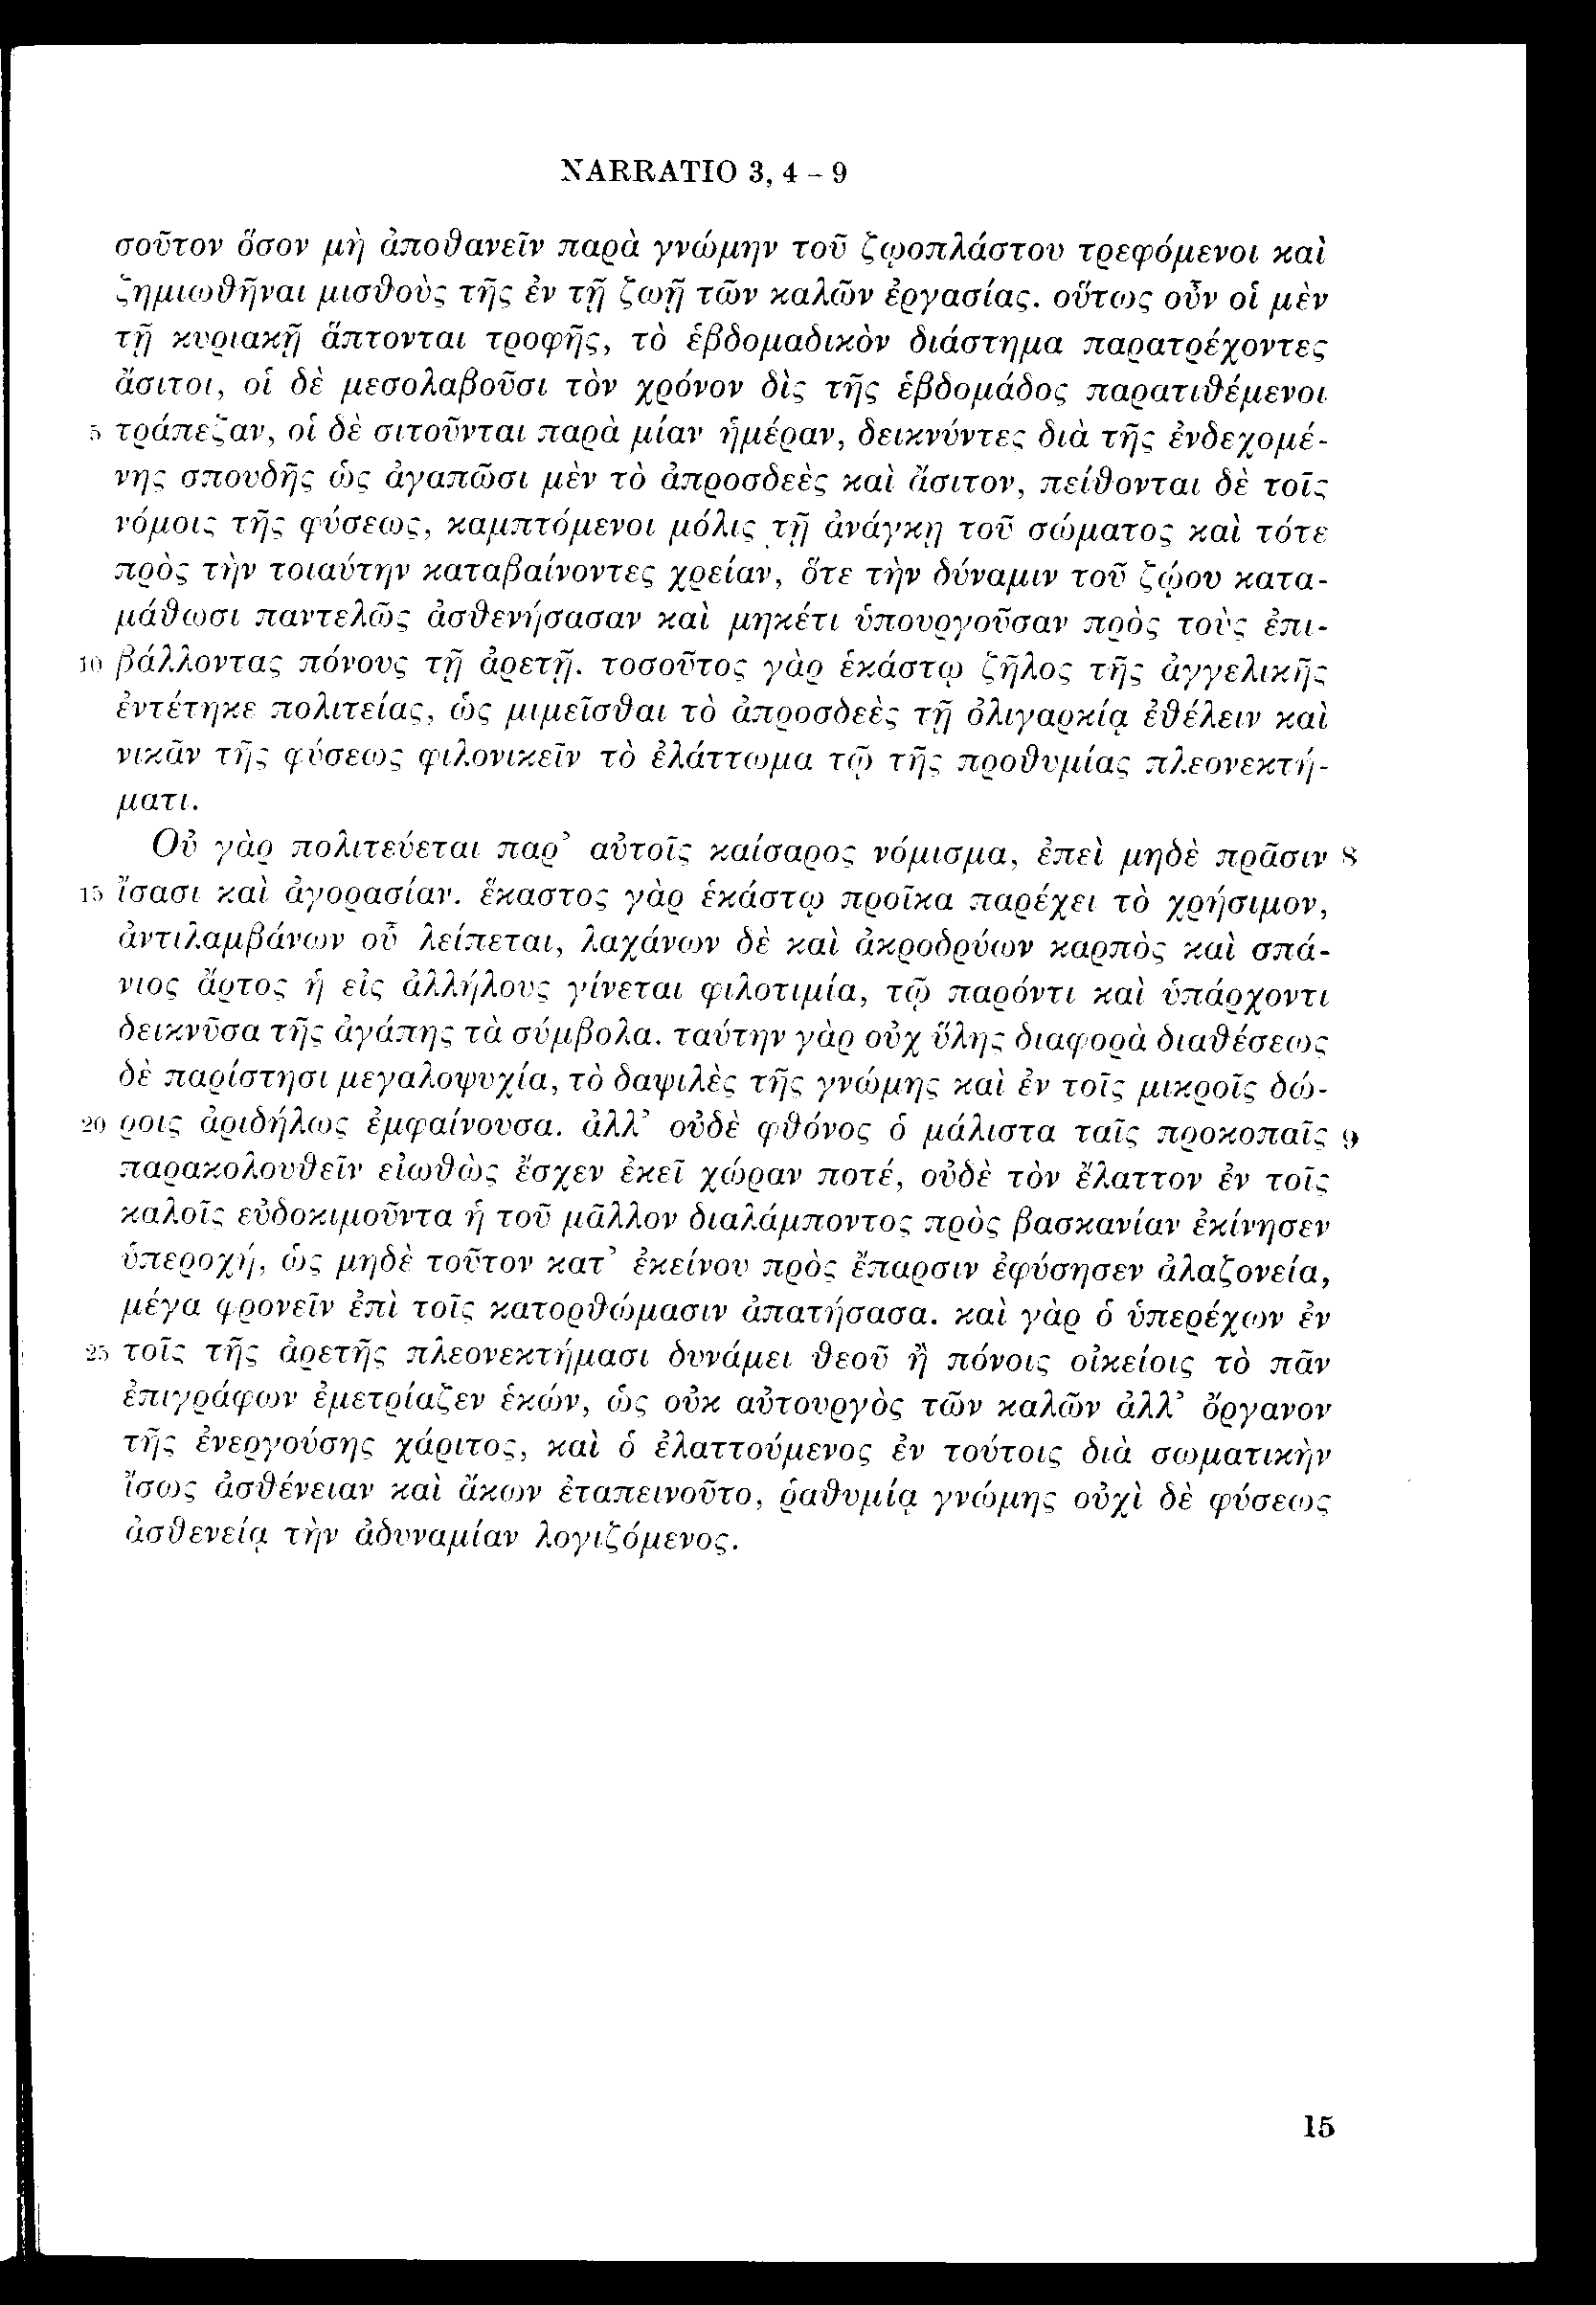 NARRATIO 3, 4 – 9
σοῦτον ὅσον μὴ ἀποθανεῖν παρὰ γνώμην τοῦ ζῳοπλάστου τρεφόμενοι καὶ
ζημιωθῆναι μισθοὺς τῆς ἐν τῇ ζωῇ τῶν καλῶν ἐργασίας. οὕτως οὖν οἱ μὲν
τῇ κυριακῇ ἅπτονται τροφῆς, τὸ ἑβδομαδικὸν διάστημα παρατρέχοντες
ἄσιτοι, οἱ δὲ μεσολαβοῦσι τὸν χρόνον δὶς τῆς ἑβδομάδος παρατιθέμενοι
5 τράπεζαν, οἱ δὲ σιτοῦνται παρὰ μίαν ἡμέραν, δεικνύντες διὰ τῆς ἐνδεχομέ-
νης σπουδῆς ὡς ἀγαπῶσι μὲν τὸ ἀπροσδεὲς καὶ ἄσιτον, πείθονται δὲ τοῖς
νόμοις τῆς φύσεως, καμπτόμενοι μόλις τῇ ἀνάγκῃ τοῦ σώματος καὶ τότε
πρὸς τὴν τοιαύτην καταβαίνοντες χρείαν, ὅτε τὴν δύναμιν τοῦ ζῴου κατα-
μάθωσι παντελῶς ἀσθενήσασαν καὶ μηκέτι ὑπουργοῦσαν πρὸς τοὺς ἐπι-
10 βάλλοντας πόνους τῇ ἀρετῇ. τοσοῦτος γὰρ ἑκάστῳ ζῆλος τῆς ἀγγελικῆς
ἐντέτηκε πολιτείας, ὡς μιμεῖσθαι τὸ ἀπροσδεὲς τῇ ὀλιγαρκίᾳ ἐθέλειν καὶ
νικᾶν τῆς φύσεως φιλονικεῖν τὸ ἐλάττωμα τῷ τῆς προθυμίας πλεονεκτή-
ματι.
Οὐ γὰρ πολιτεύεται παρ’ αὐτοῖς καίσαρος νόμισμα, ἐπεὶ μηδὲ πρᾶσιν 8
15 ἴσασι καὶ ἀγορασίαν. ἕκαστος γὰρ ἑκάστῳ προῖκα παρέχει τὸ χρήσιμον,
ἀντιλαμβάνων οὗ λείπεται, λαχάνων δὲ καὶ ἀκροδρύων καρπὸς καὶ σπά-
νιος ἄρτος ἡ εἰς ἀλλήλους γίνεται φιλοτιμία, τῷ παρόντι καὶ ὑπάρχοντι
δεικνῦσα τῆς ἀγάπης τὰ σύμβολα. ταύτην γὰρ οὐχ ὕλης διαφορὰ διαθέσεως
δὲ παρίστησι μεγαλοψυχία, τὸ δαψιλὲς τῆς γνώμης καὶ ἐν τοῖς μικροῖς δώ-
20 ροις ἀριδήλως ἐμφαίνουσα. ἀλλ’ οὐδὲ φθόνος ὁ μάλιστα ταῖς προκοπαῖς 9
παρακολουθεῖν εἰωθὼς ἔσχεν ἐκεῖ χώραν ποτέ, οὐδὲ τὸν ἔλαττον ἐν τοῖς
καλοῖς εὐδοκιμοῦντα ἡ τοῦ μᾶλλον διαλάμποντος πρὸς βασκανίαν ἐκίνησεν
ὑπεροχή, ὡς μηδὲ τοῦτον κατ’ ἐκείνου πρὸς ἔπαρσιν ἐφύσησεν ἀλαζονεία,
μέγα φρονεῖν ἐπὶ τοῖς κατορθώμασιν ἀπατήσασα. καὶ γὰρ ὁ ὑπερέχων ἐν
25 τοῖς τῆς ἀρετῆς πλεονεκτήμασι δυνάμει θεοῦ ἢ πόνοις οἰκείοις τὸ πᾶν
ἐπιγράφων ἐμετρίαζεν ἑκών, ὡς οὐκ αὐτουργὸς τῶν καλῶν ἀλλ’ ὄργανον
τῆς ἐνεργούσης χάριτος, καὶ ὁ ἐλαττούμενος ἐν τούτοις διὰ σωματικὴν
ἴσως ἀσθένειαν καὶ ἄκων ἐταπεινοῦτο, ῥαθυμίᾳ γνώμης οὐχὶ δὲ φύσεως
ἀσθενείᾳ τὴν ἀδυναμίαν λογιζόμενος.
15